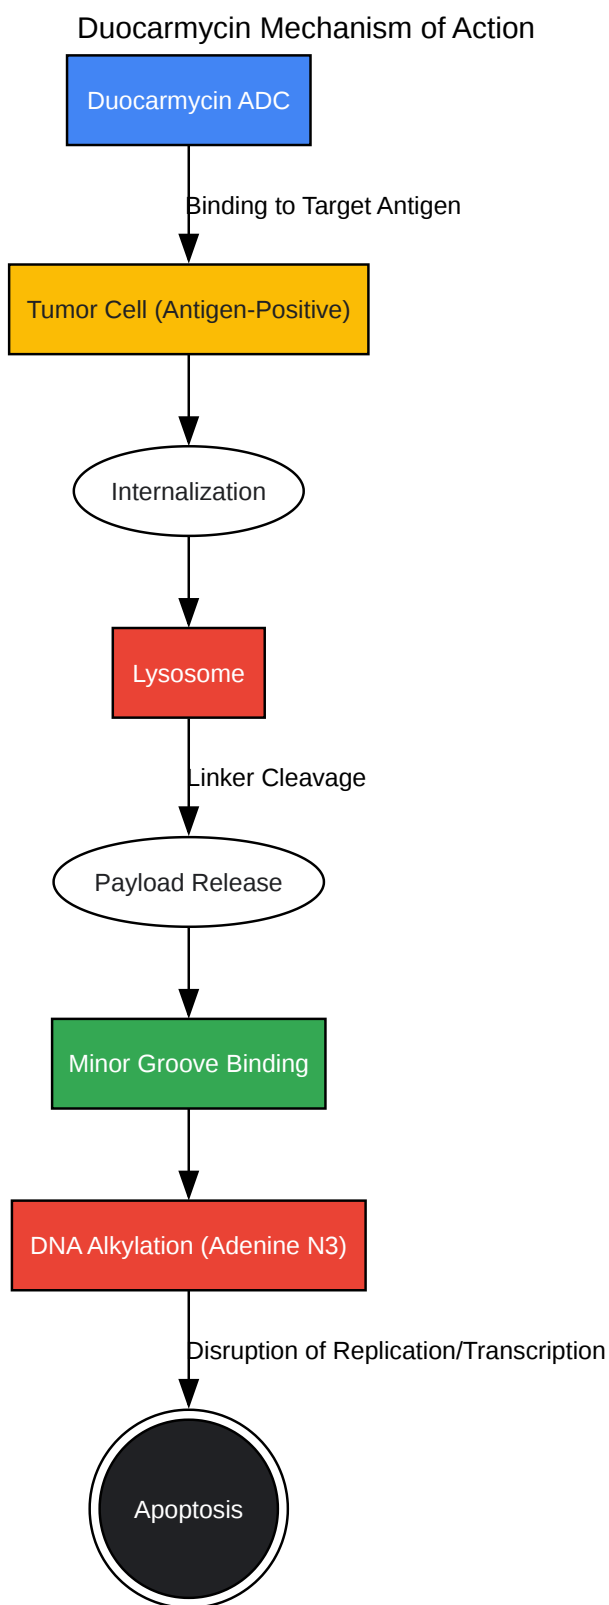 Duocarmycin Mechanism of Action
Duocarmycin ADC
Binding to Target Antigen
Tumor Cell (Antigen-Positive)
Internalization
Lysosome
Linker Cleavage
Payload Release
Minor Groove Binding
DNA Alkylation (Adenine N3)
Disruption of Replication/Transcription
Apoptosis